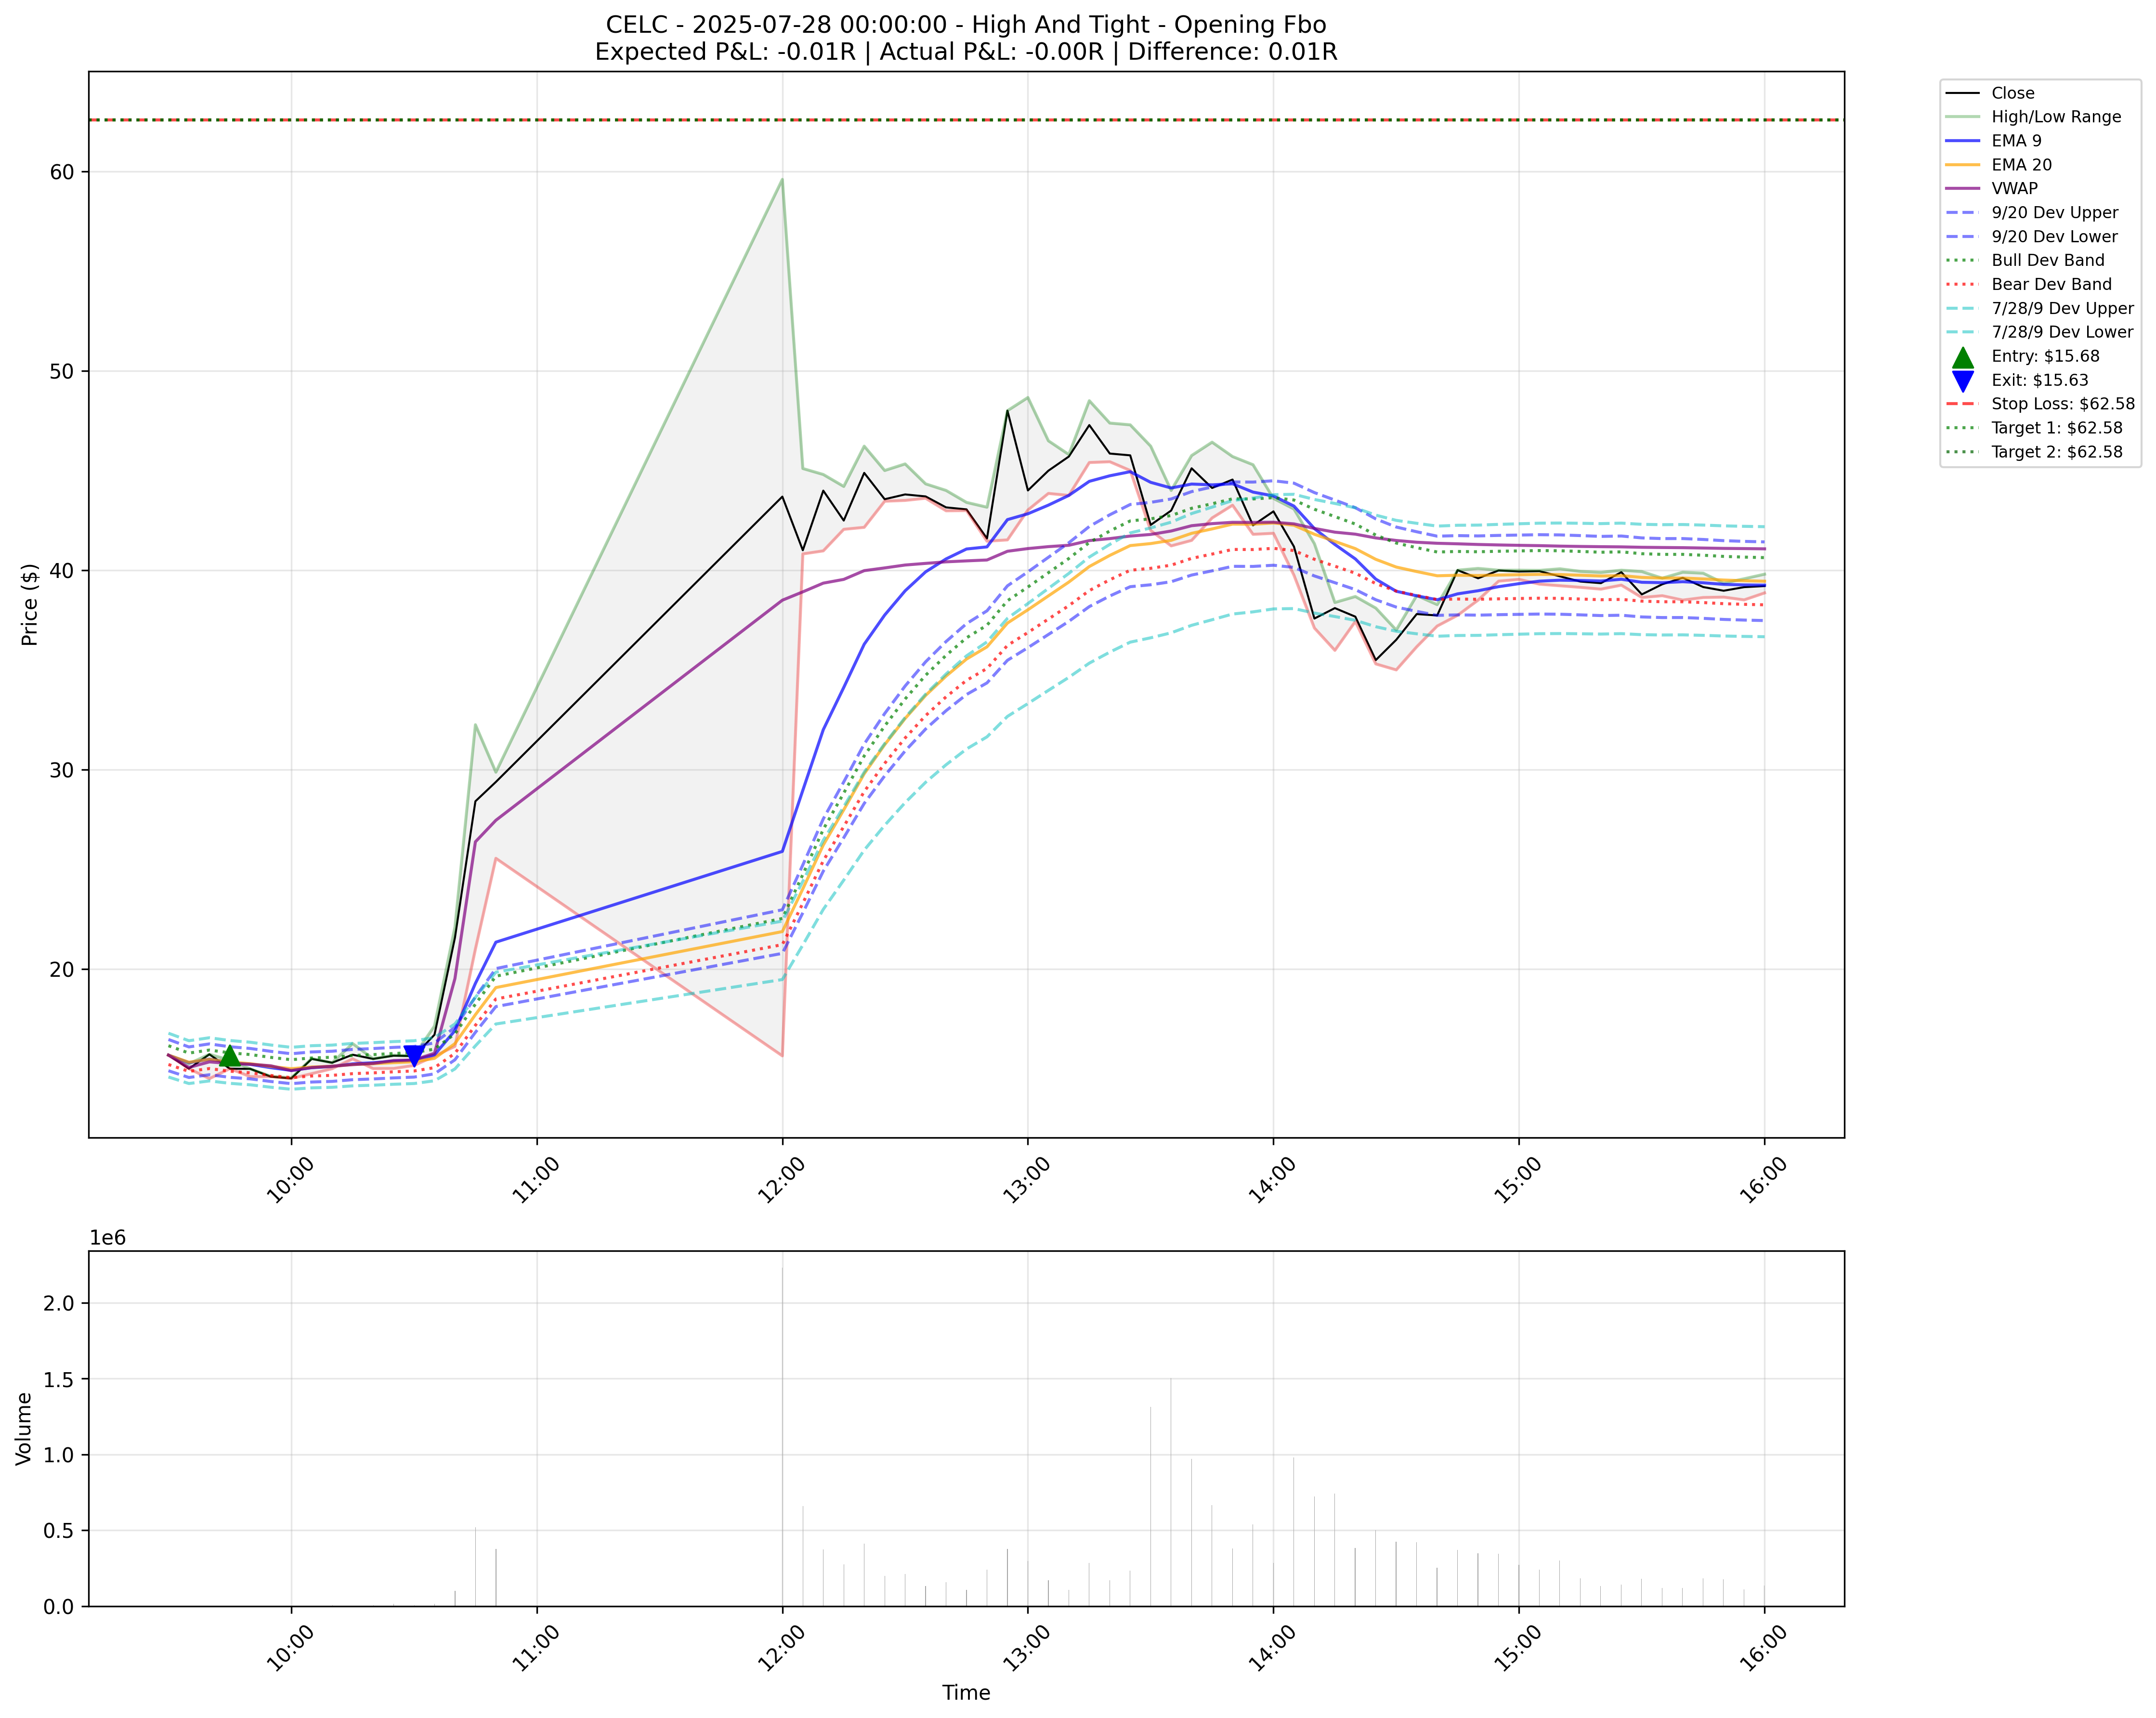 CELC - 2025-07-28 00:00:00 - High And Tight - Opening Fbo
Expected P&L: -0.01R | Actual P&L: -0.00R | Difference: 0.01R
Close
High/Low Range
EMA 9
EMA 20
VWAP
9/20 Dev Upper
9/20 Dev Lower
Bull Dev Band
Bear Dev Band
7/28/9 Dev Upper
7/28/9 Dev Lower
Entry: $15.68
Exit: $15.63
Stop Loss: $62.58
Target 1: $62.58
Target 2: $62.58
Price ($)
60
50
40
30
20
10:00
11:00
12:00
13:00
14:00
15:00
16:00
1e6
Volume
2.0
1.5
1.0
0.5
0.0
10:00
11:00
12:00
13:00
14:00
15:00
16:00
Time